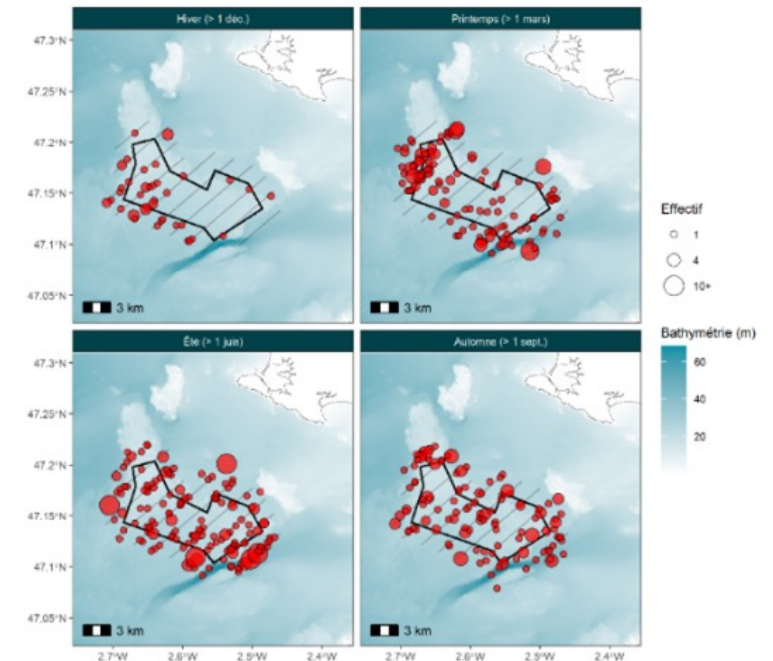 Hiver (> 1 déc.)
Printemps (> 1 mars)
47.3°N
47.25°N
47.2°N
47.15°N
47.1°N
47.05°N
3 km
3 km
Été (> 1 juin)
Automne (> 1 sept.)
47.3°N
47.25°N
47.2°N
47.15°N
47.1°N
47.05°N
3 km
3 km
2.7°W
2.6°W
2.5°W
2.4°W
2.7°W
2.6°W
2.5°W
2.4°W
Effectif
1
4
10+
Bathymétrie (m)
60
40
20